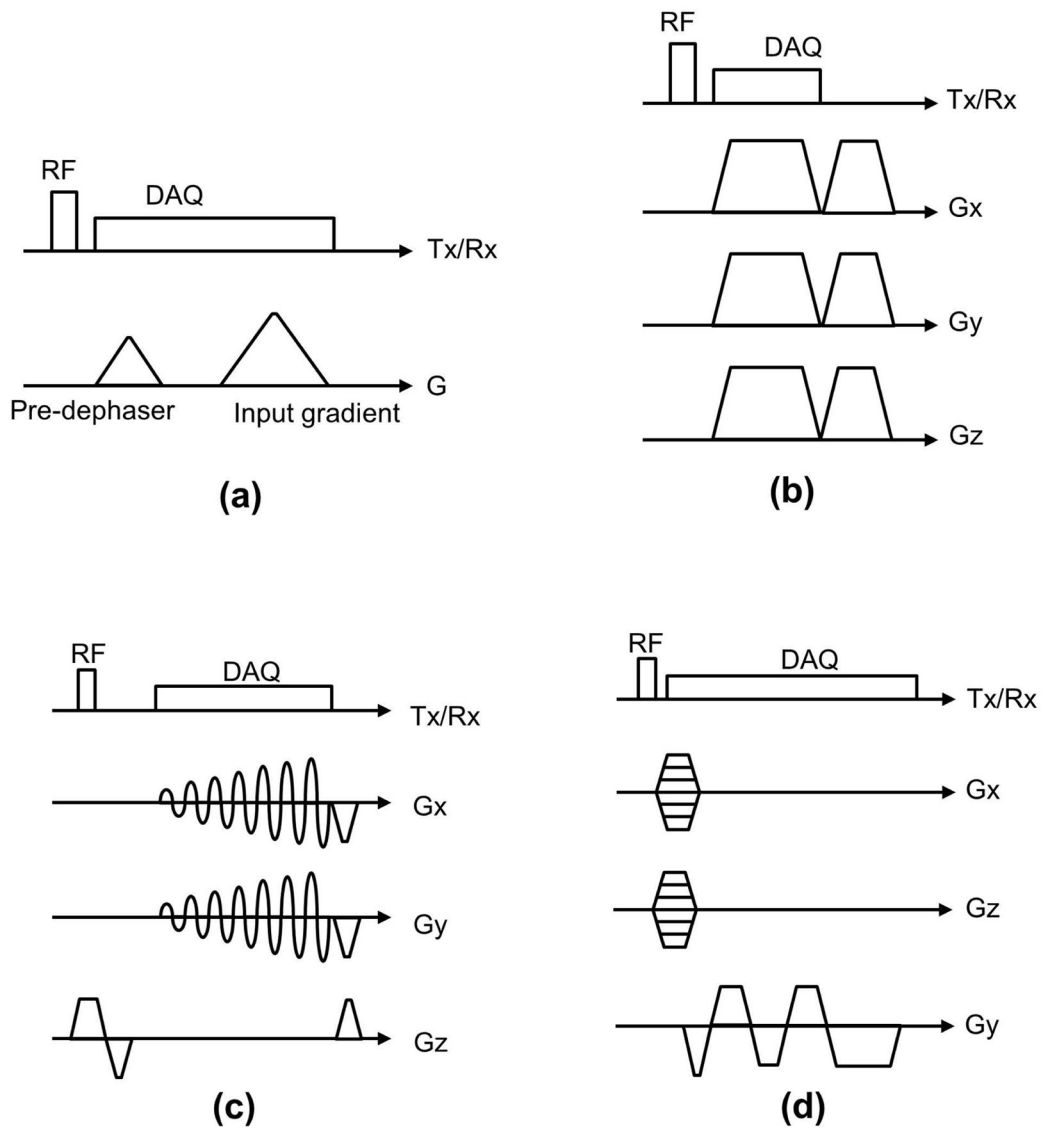 RF
DAQ
Tx/Rx
G
Pre-dephaser
Input gradient
(a)
RF
DAQ
Tx/Rx
Gx
Gy
Gz
(b)
RF
DAQ
Tx/Rx
Gx
Gy
Gz
(c)
RF
DAQ
Tx/Rx
Gx
Gz
Gy
(d)